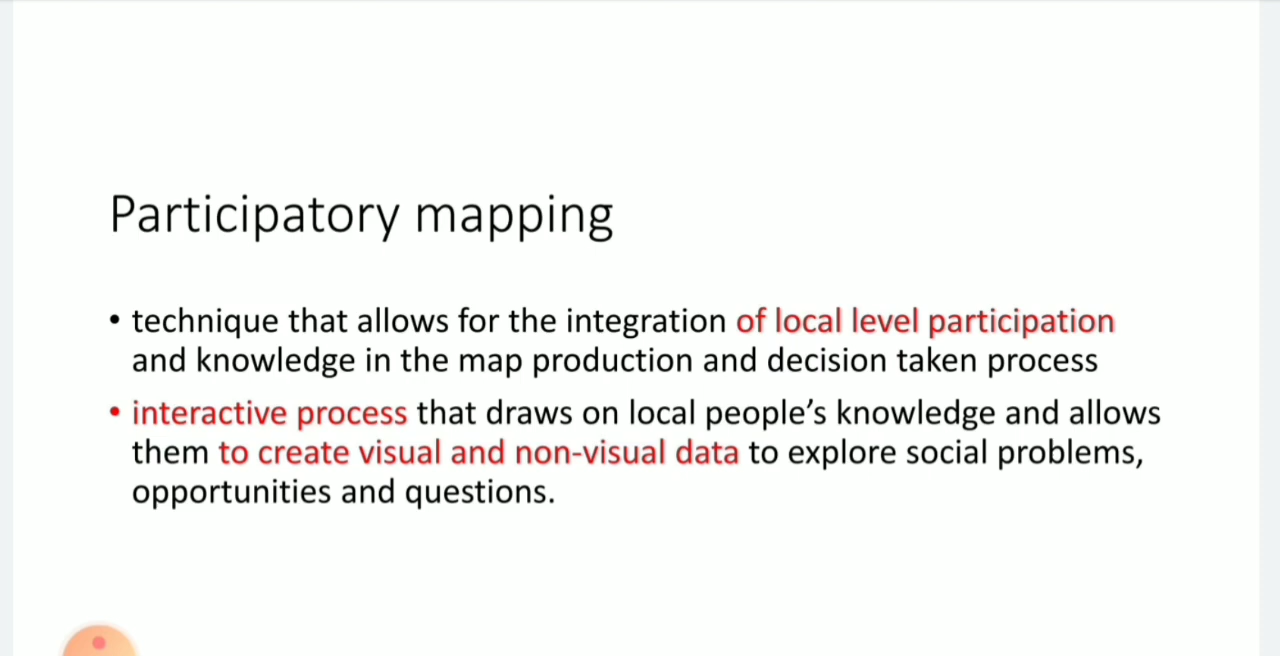 Participatory mapping
• technique that allows for the integration of local level participation
and knowledge in the map production and decision taken process
• interactive process that draws on local people’s knowledge and allows
them to create visual and non-visual data to explore social problems,
opportunities and questions.